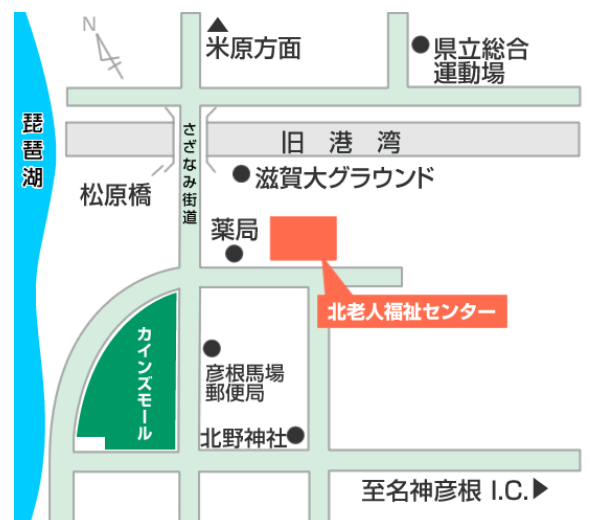 N
▲
米原方面
●県立総合
運動場
琵琶湖
さざなみ街道
旧港湾
松原橋
●滋賀大グラウンド
薬局
北老人福祉センター
カインズモール
彦根馬場
郵便局
北野神社●
至名神彦根 I.C.▶